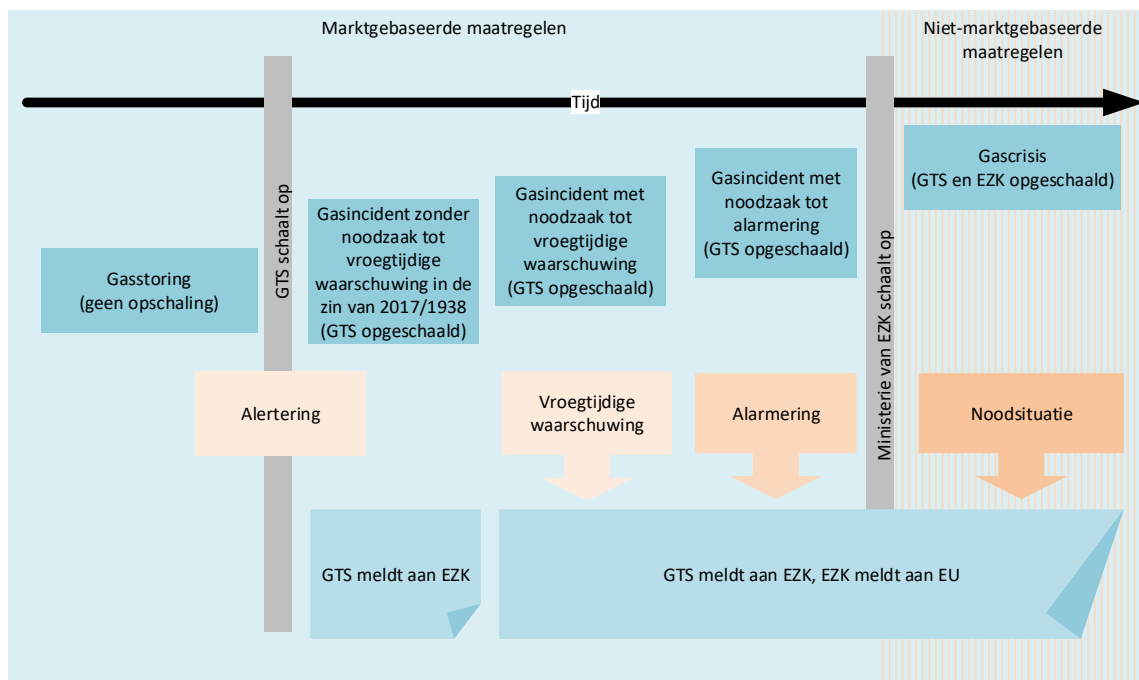 Marktgebaseerde maatregelen
Niet-marktgebaseerde
maatregelen
Tijd
GTS schaalt op
Ministerie van EZK schaalt op
Gasstoring
(geen opschaling)
Gasincident zonder
noodzaak tot
vroegtijdige
waarschuwing in de
zin van 2017/1938
(GTS opgeschaald)
Gasincident met
noodzaak tot
vroegtijdige
waarschuwing
(GTS opgeschaald)
Gasincident met
noodzaak tot
alarmering
(GTS opgeschaald)
Gascrisis
(GTS en EZK opgeschaald)
Alertering
Vroegtijdige
waarschuwing
Alarmering
Noodsituatie
GTS meldt aan EZK
GTS meldt aan EZK, EZK meldt aan EU